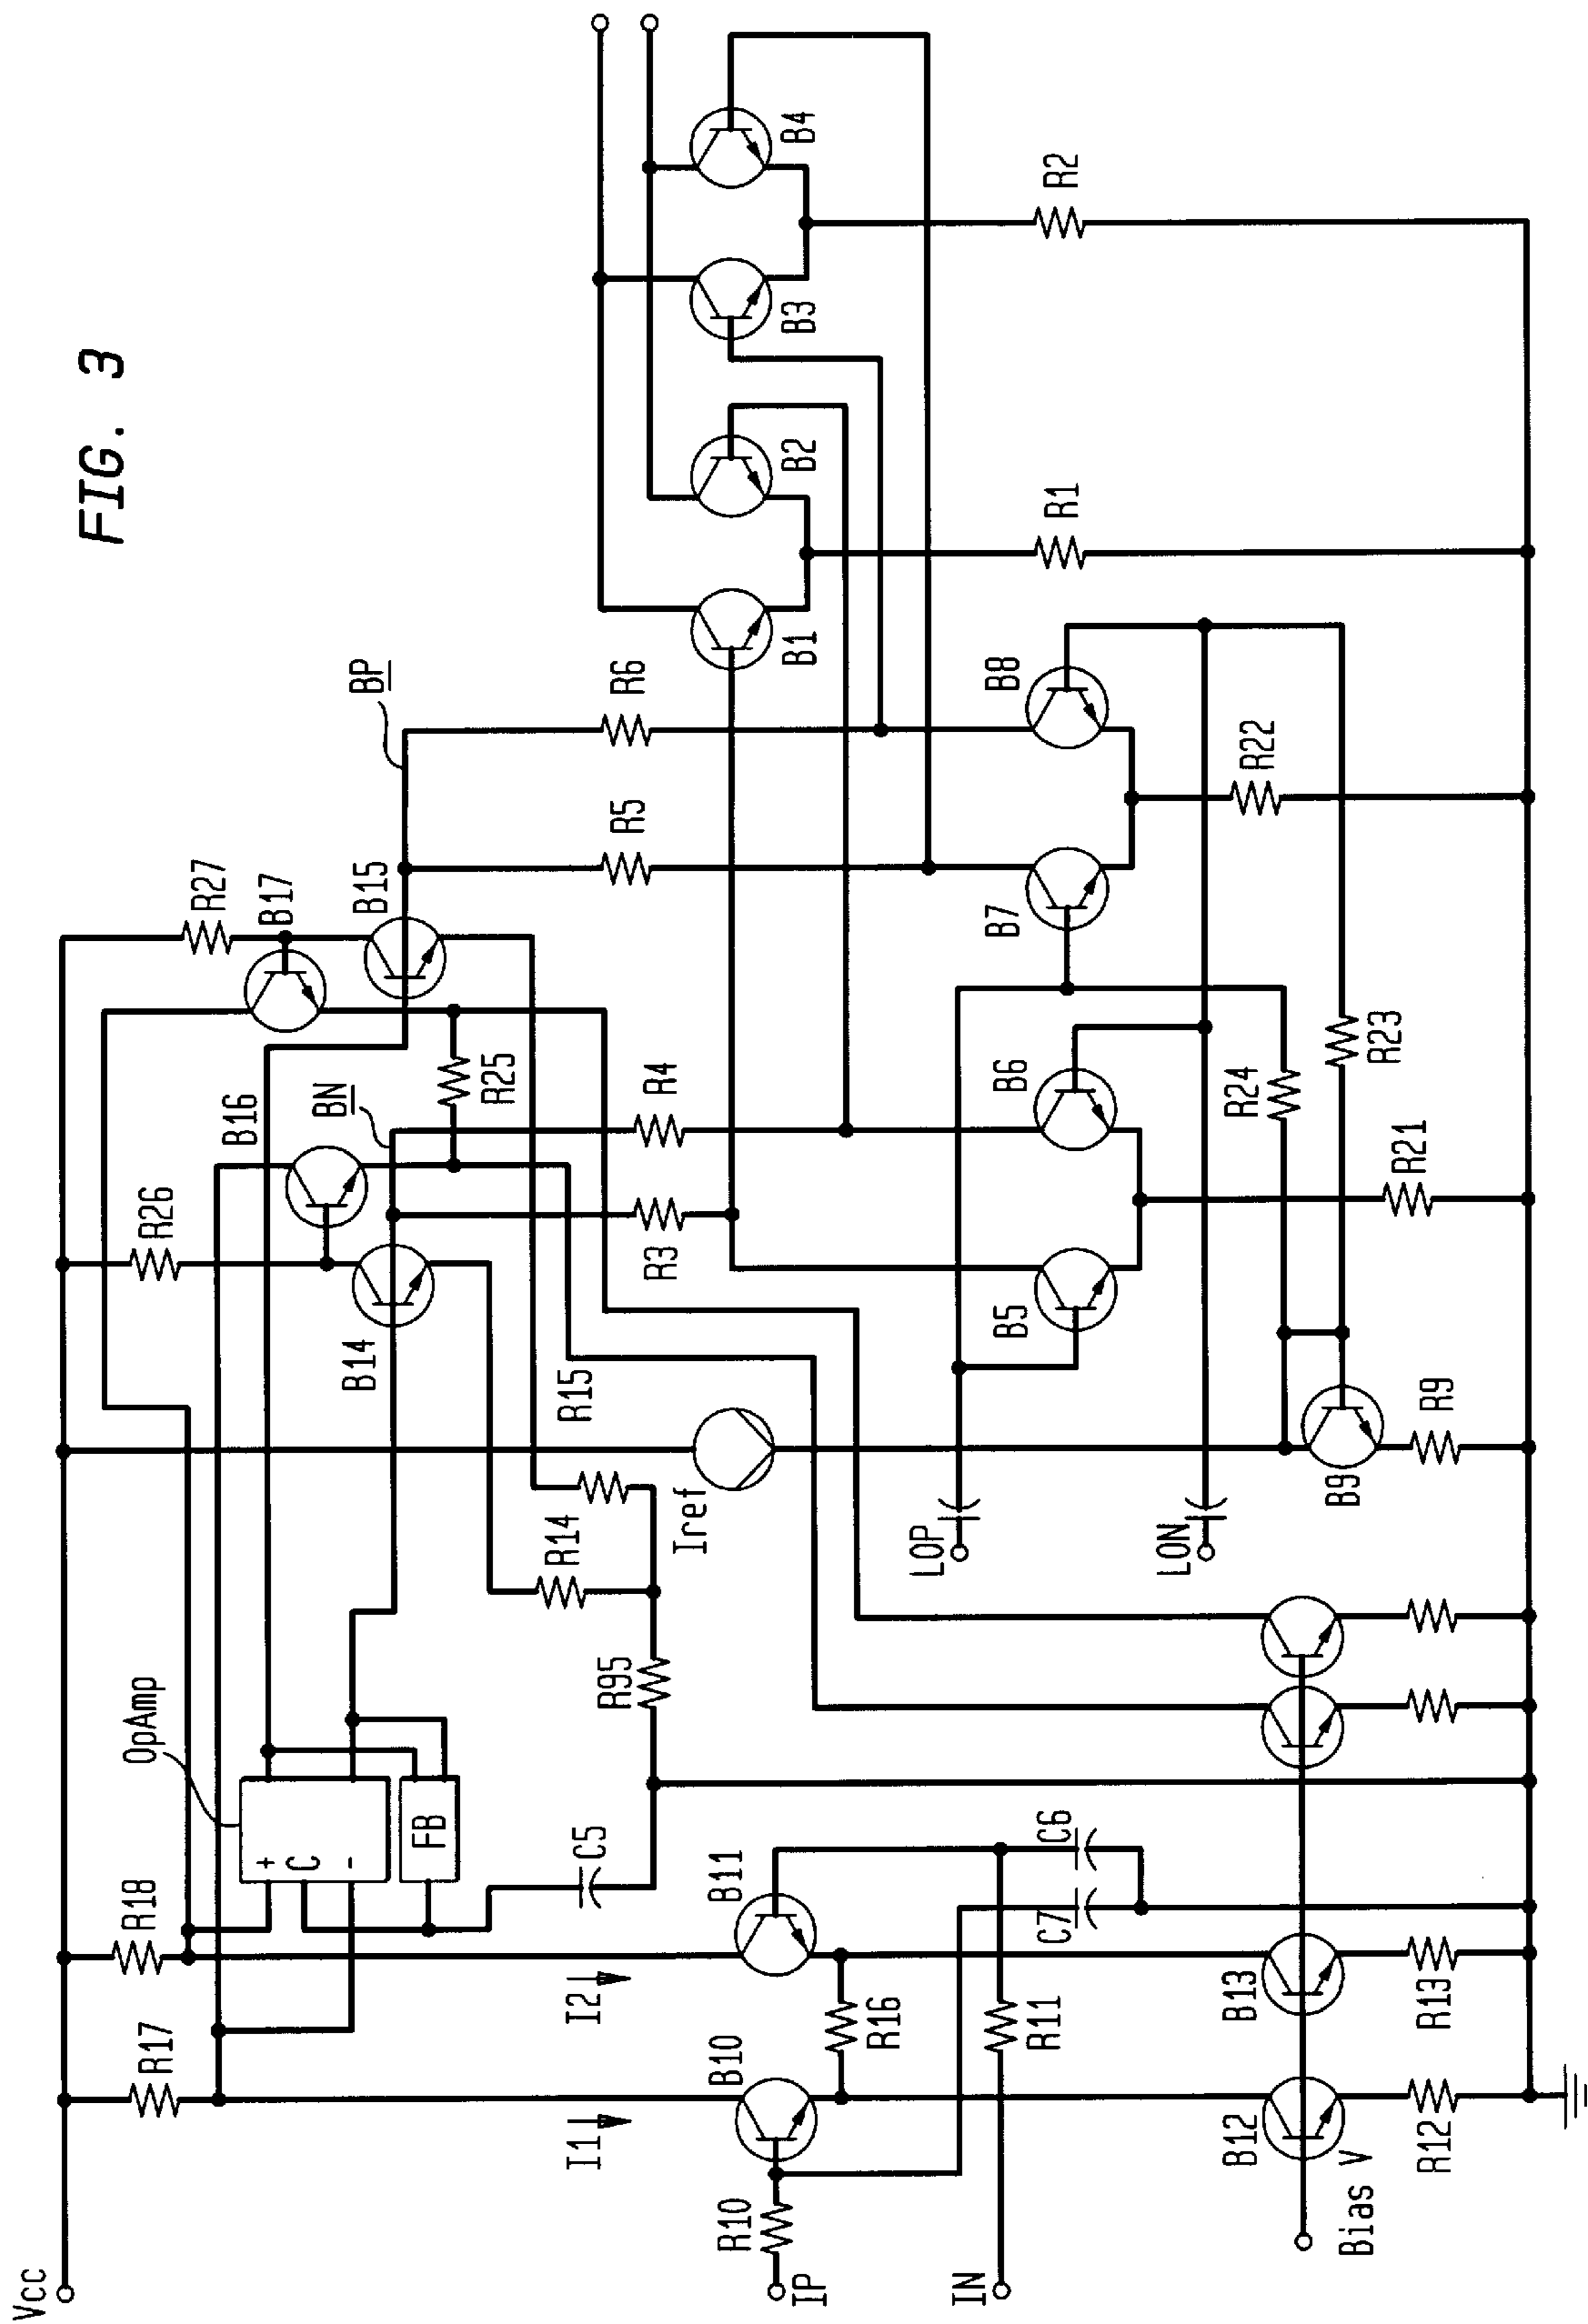 FIG. 3
Vcc
R17
R18
OpAmp
+
C
-
FB
R26
B16
R27
B17
B14
B15
BN
BP
R25
C5
R95
R14
R15
R3
R4
R5
R6
I1
I2
Iref
IP
R10
B10
B11
R16
R11
IN
C7
C6
LOP
LON
B5
B6
B7
B8
B1
B2
B3
B4
R24
R23
R22
R21
R1
R2
Bias V
B12
B13
B9
R12
R13
R9